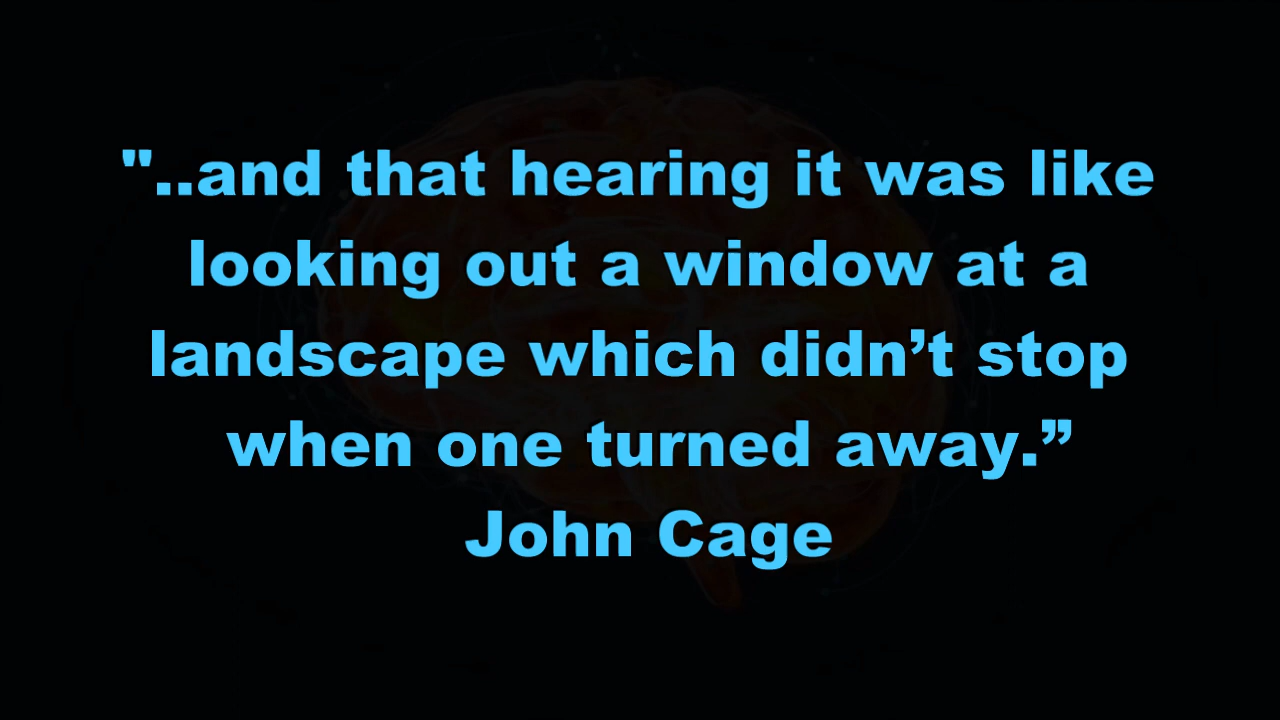 "..and that hearing it was like
looking out a window at a
landscape which didn’t stop
when one turned away.”
John Cage